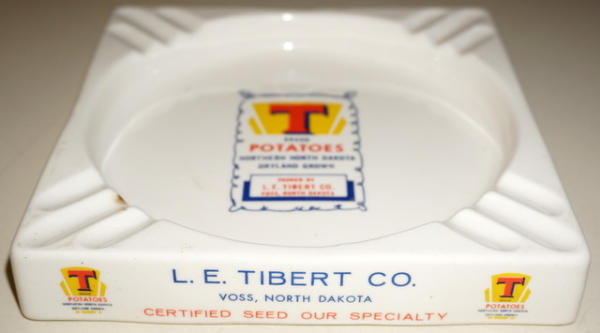 T
BRAND
POTATOES
NORTHERN NORTH DAKOTA
DRYLAND GROWN
PACKED BY
L. E. TIBERT CO.
VOSS, NORTH DAKOTA
T
POTATOES
L. E. TIBERT CO.
VOSS, NORTH DAKOTA
CERTIFIED SEED OUR SPECIALTY
T
POTATOES